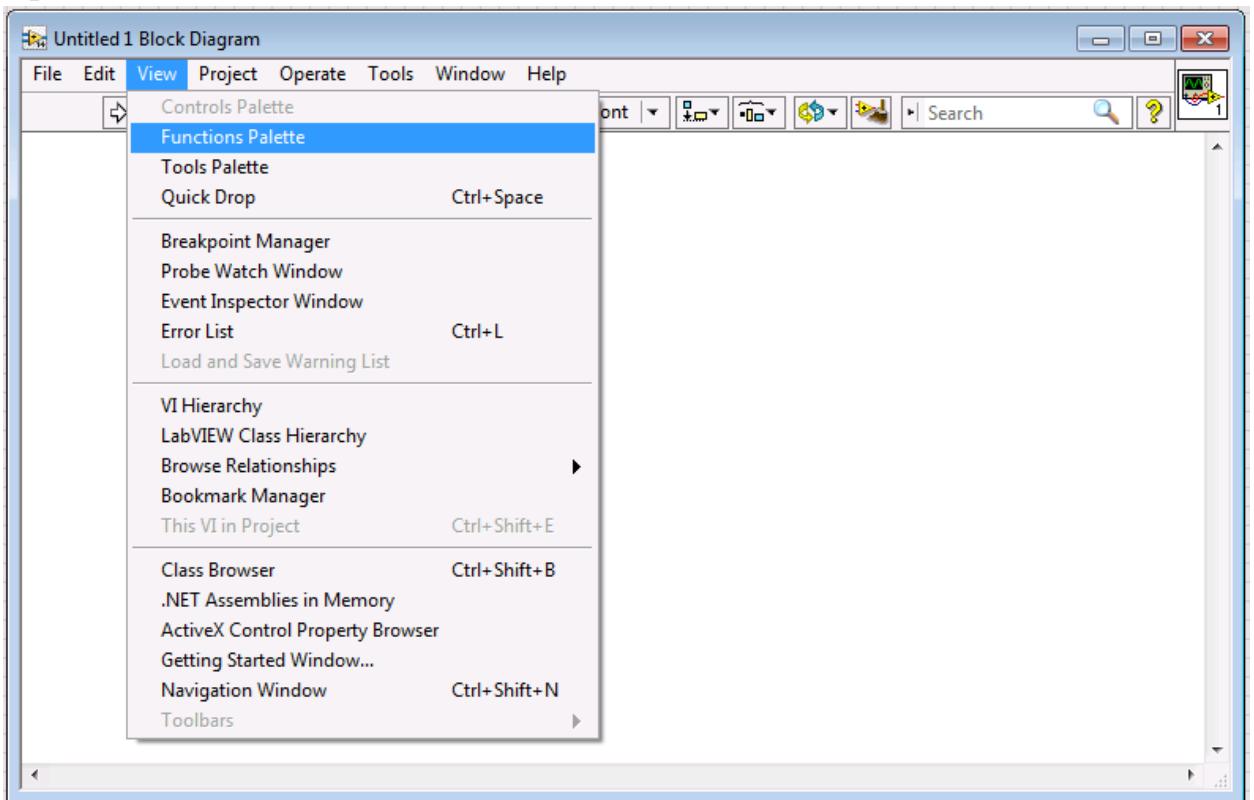 Untitled 1 Block Diagram
File Edit View Project Operate Tools Window Help
ont Search ? 1
Controls Palette
Functions Palette
Tools Palette
Quick Drop Ctrl+Space
Breakpoint Manager
Probe Watch Window
Event Inspector Window
Error List Ctrl+L
Load and Save Warning List
VI Hierarchy
LabVIEW Class Hierarchy
Browse Relationships
Bookmark Manager
This VI in Project Ctrl+Shift+E
Class Browser Ctrl+Shift+B
.NET Assemblies in Memory
ActiveX Control Property Browser
Getting Started Window...
Navigation Window Ctrl+Shift+N
Toolbars